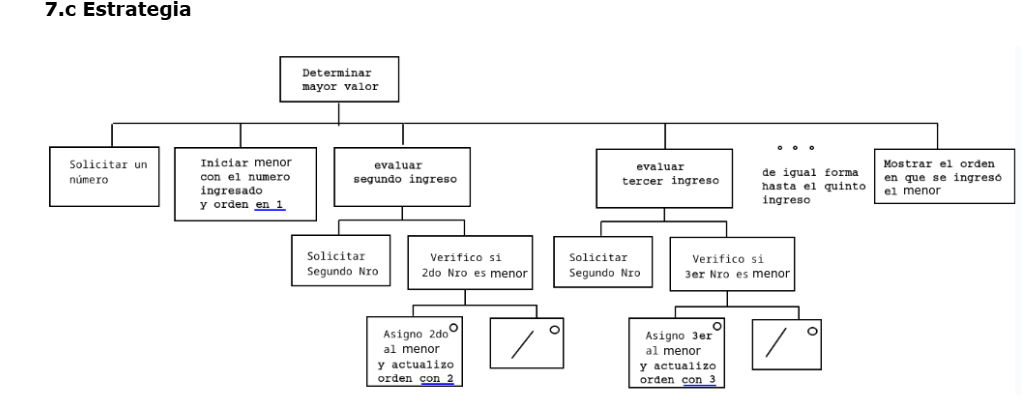 7.c Estrategia
Determinar
mayor valor
Solicitar un
número
Iniciar menor
con el numero
ingresado
y orden en 1
evaluar
segundo ingreso
evaluar
tercer ingreso
de igual forma
hasta el quinto
ingreso
Mostrar el orden
en que se ingresó
el menor
Solicitar
Segundo Nro
Verifico si
2do Nro es menor
Solicitar
Segundo Nro
Verifico si
3er Nro es menor
Asigno 2do
al menor
y actualizo
orden con 2
Asigno 3er
al menor
y actualizo
orden con 3